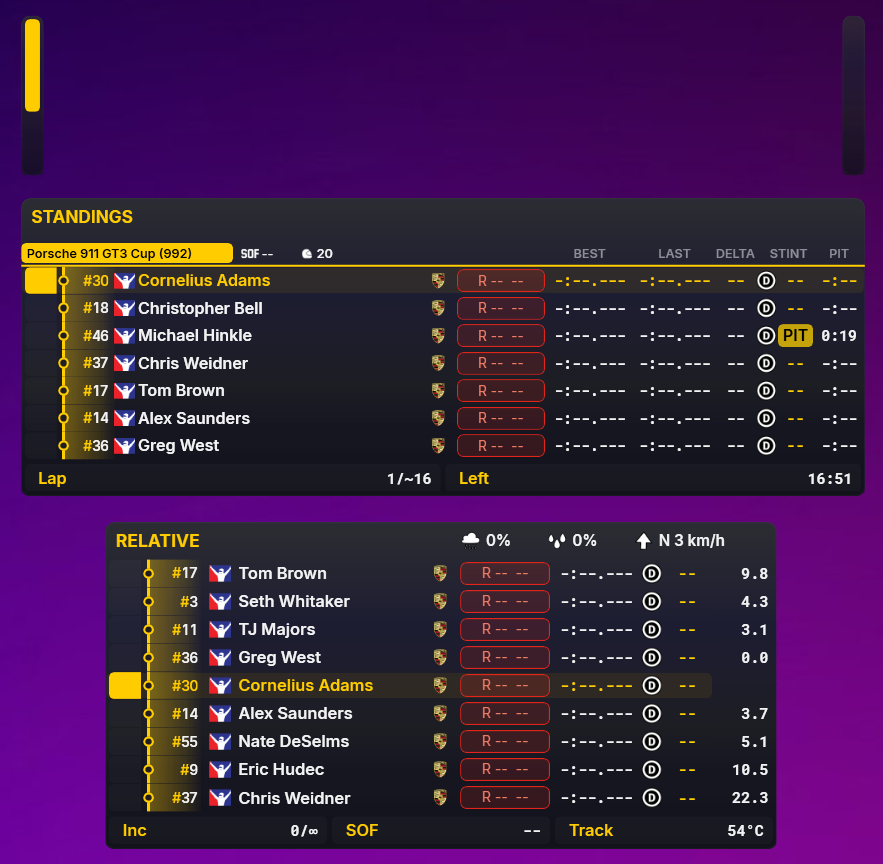 STANDINGS
Porsche 911 GT3 Cup (992) SOF -- 20 BEST LAST DELTA STINT PIT
#30 Cornelius Adams R -- -- -:--.--- -:--.--- -- D -- -:--
#18 Christopher Bell R -- -- -:--.--- -:--.--- -- D -- -:--
#46 Michael Hinkle R -- -- -:--.--- -:--.--- -- D PIT 0:19
#37 Chris Weidner R -- -- -:--.--- -:--.--- -- D -- -:--
#17 Tom Brown R -- -- -:--.--- -:--.--- -- D -- -:--
#14 Alex Saunders R -- -- -:--.--- -:--.--- -- D -- -:--
#36 Greg West R -- -- -:--.--- -:--.--- -- D -- -:--
Lap 1/~16 Left 16:51
RELATIVE 0% 0% N 3 km/h
#17 Tom Brown R -- -- -:--.--- D -- 9.8
#3 Seth Whitaker R -- -- -:--.--- D -- 4.3
#11 TJ Majors R -- -- -:--.--- D -- 3.1
#36 Greg West R -- -- -:--.--- D -- 0.0
#30 Cornelius Adams R -- -- -:--.--- D --
#14 Alex Saunders R -- -- -:--.--- D -- 3.7
#55 Nate DeSelms R -- -- -:--.--- D -- 5.1
#9 Eric Hudec R -- -- -:--.--- D -- 10.5
#37 Chris Weidner R -- -- -:--.--- D -- 22.3
Inc 0/∞ SOF -- Track 54°C